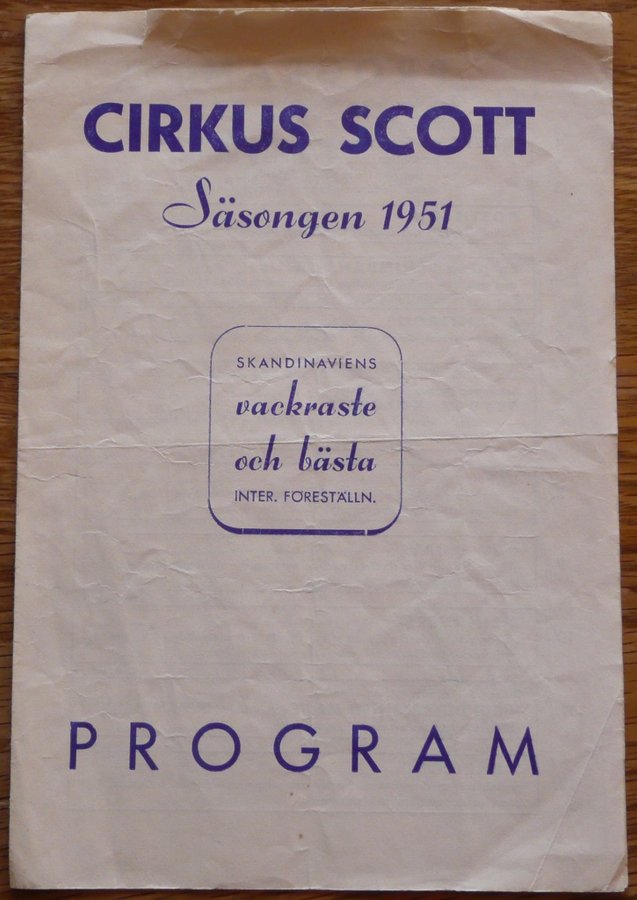 CIRKUS SCOTT
Säsongen 1951
SKANDINAVIENS
vackraste
och bästa
INTER. FÖRESTÄLLN.
PROGRAM